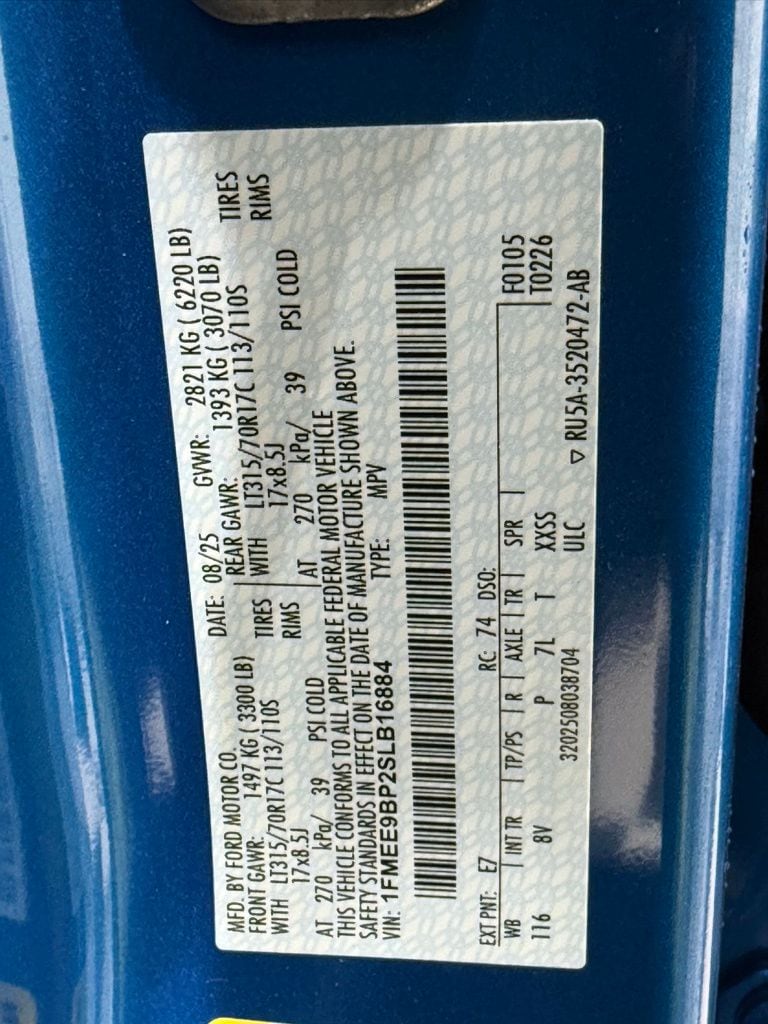 MFD. BY FORD MOTOR CO.
DATE: 08/25 GVWR: 2821 KG ( 6220 LB)
FRONT GAWR: 1497 KG ( 3300 LB) REAR GAWR: 1393 KG ( 3070 LB)
WITH LT315/70R17C 113/110S TIRES WITH LT315/70R17C 113/110S TIRES
17x8.5J RIMS 17x8.5J RIMS
AT 270 kPa/ 39 PSI COLD AT 270 kPa/ 39 PSI COLD
THIS VEHICLE CONFORMS TO ALL APPLICABLE FEDERAL MOTOR VEHICLE
SAFETY STANDARDS IN EFFECT ON THE DATE OF MANUFACTURE SHOWN ABOVE.
VIN: 1FMEE9BP2SLB16884 TYPE: MPV
EXT PNT: E7 RC: 74 DSO: F0105
WB INT TR TP/PS R AXLE TR SPR T0226
116 8V P 7L T XXSS
3202508038704 ULC ▽ RU5A-3520472-AB